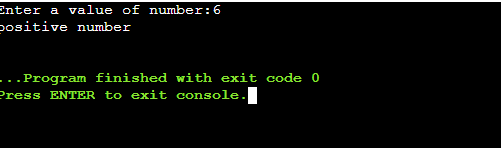 Enter a value of number:6
positive number
...Program finished with exit code 0
Press ENTER to exit console.